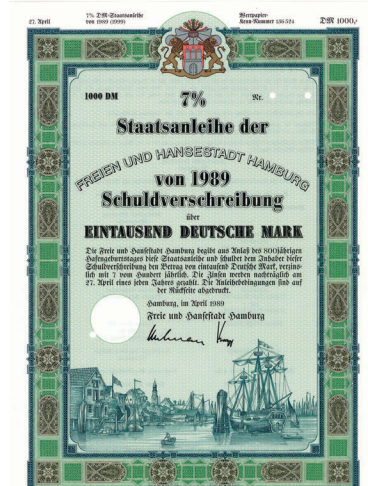 27. April
7% DM-Staatsanleihe
von 1989 (1999)
Wertpapier-
Kenn-Nummer 136 524
DM 1000,-
1000 DM
7%
Nr.
Staatsanleihe der
FREIEN UND HANSESTADT HAMBURG
von 1989
Schuldverschreibung
über
EINTAUSEND DEUTSCHE MARK
Die Freie und Hansestadt Hamburg begibt aus Anlaß des 800jährigen
Hafengeburtstages diese Staatsanleihe und schuldet dem Inhaber dieser
Schuldverschreibung den Betrag von eintausend Deutsche Mark, verzins-
lich mit 7 vom Hundert jährlich. Die Zinsen werden nachträglich am
27. April eines jeden Jahres gezahlt. Die Anleihebedingungen sind auf
der Rückseite abgedruckt.
Hamburg, im April 1989
Freie und Hansestadt Hamburg